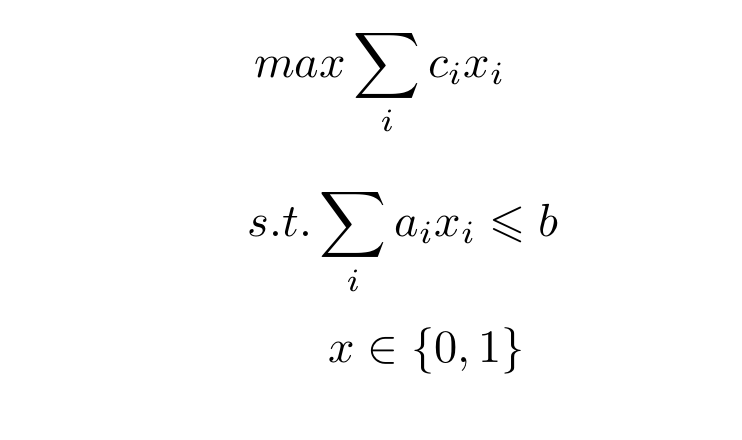 max ∑_i c_i x_i
s.t. ∑_i a_i x_i ⩽ b
x ∈ {0, 1}